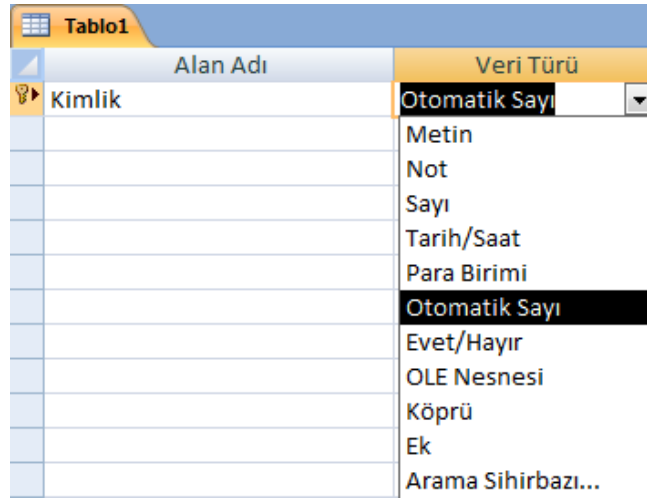 Tablo1
Alan Adı Veri Türü
Kimlik Otomatik Sayı
Metin
Not
Sayı
Tarih/Saat
Para Birimi
Otomatik Sayı
Evet/Hayır
OLE Nesnesi
Köprü
Ek
Arama Sihirbazı...